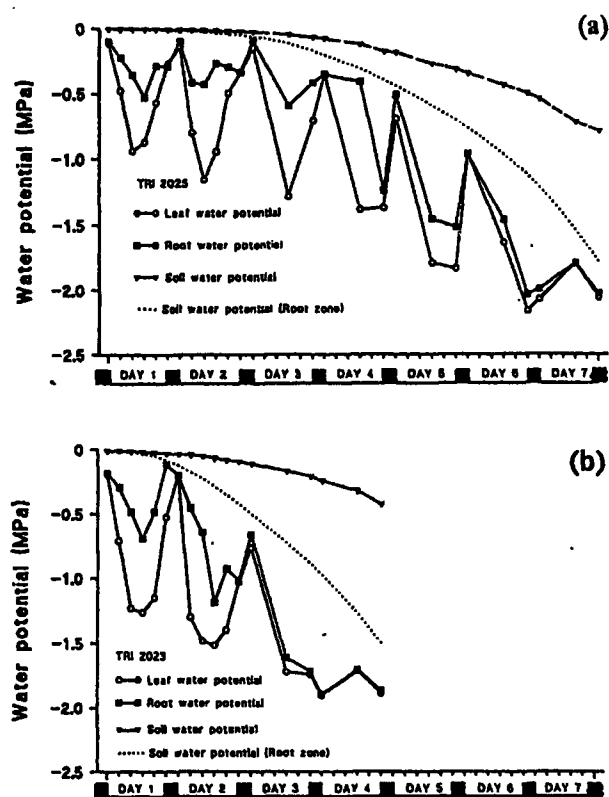 (a)
0
-0.5
-1.0
-1.5
-2.0
-2.5
Water potential (MPa)
TRI 2025
Leaf water potential
Root water potential
Soil water potential
Soil water potential (Root zone)
DAY 1 DAY 2 DAY 3 DAY 4 DAY 5 DAY 6 DAY 7
(b)
0
-0.5
-1.0
-1.5
-2.0
-2.5
Water potential (MPa)
TRI 2023
Leaf water potential
Root water potential
Soil water potential
Soil water potential (Root zone)
DAY 1 DAY 2 DAY 3 DAY 4 DAY 5 DAY 6 DAY 7